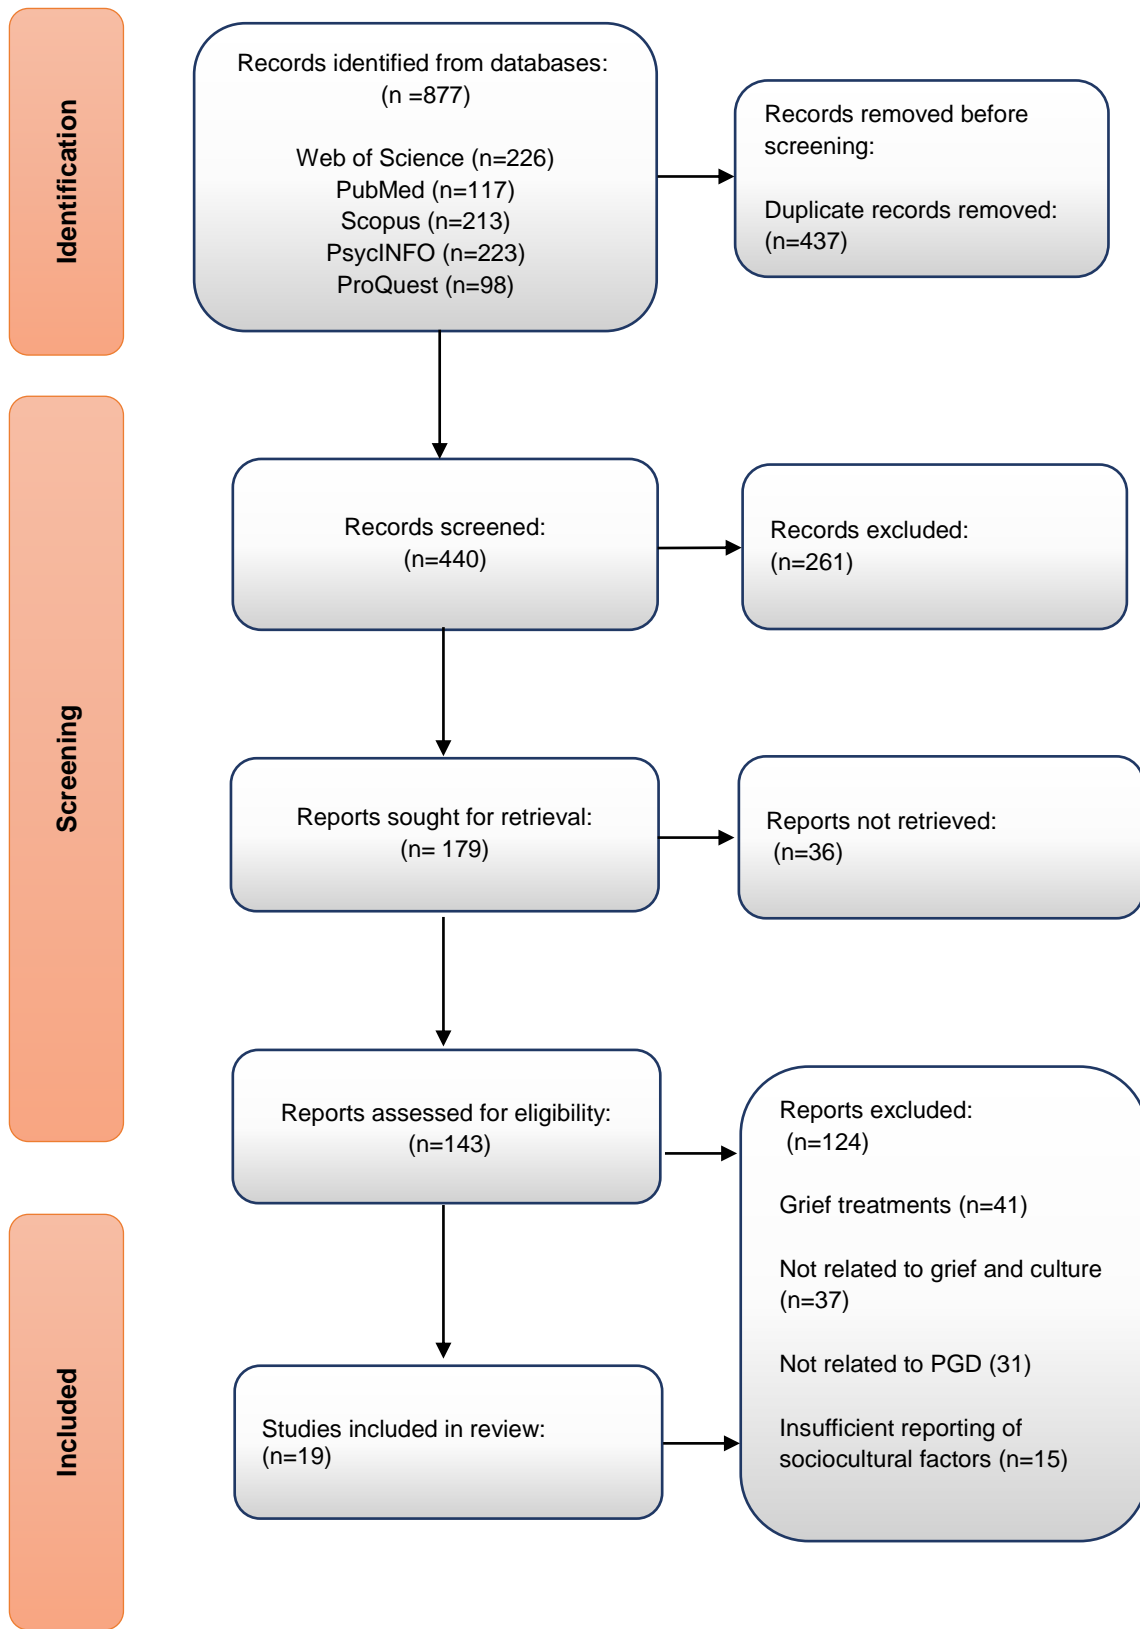 Identification
Records identified from databases:
(n =877)
Web of Science (n=226)
PubMed (n=117)
Scopus (n=213)
PsycINFO (n=223)
ProQuest (n=98)
Records removed before
screening:
Duplicate records removed:
(n=437)
Screening
Records screened:
(n=440)
Records excluded:
(n=261)
Reports sought for retrieval:
(n= 179)
Reports not retrieved:
(n=36)
Reports assessed for eligibility:
(n=143)
Reports excluded:
(n=124)
Grief treatments (n=41)
Not related to grief and culture
(n=37)
Not related to PGD (31)
Insufficient reporting of
sociocultural factors (n=15)
Included
Studies included in review:
(n=19)